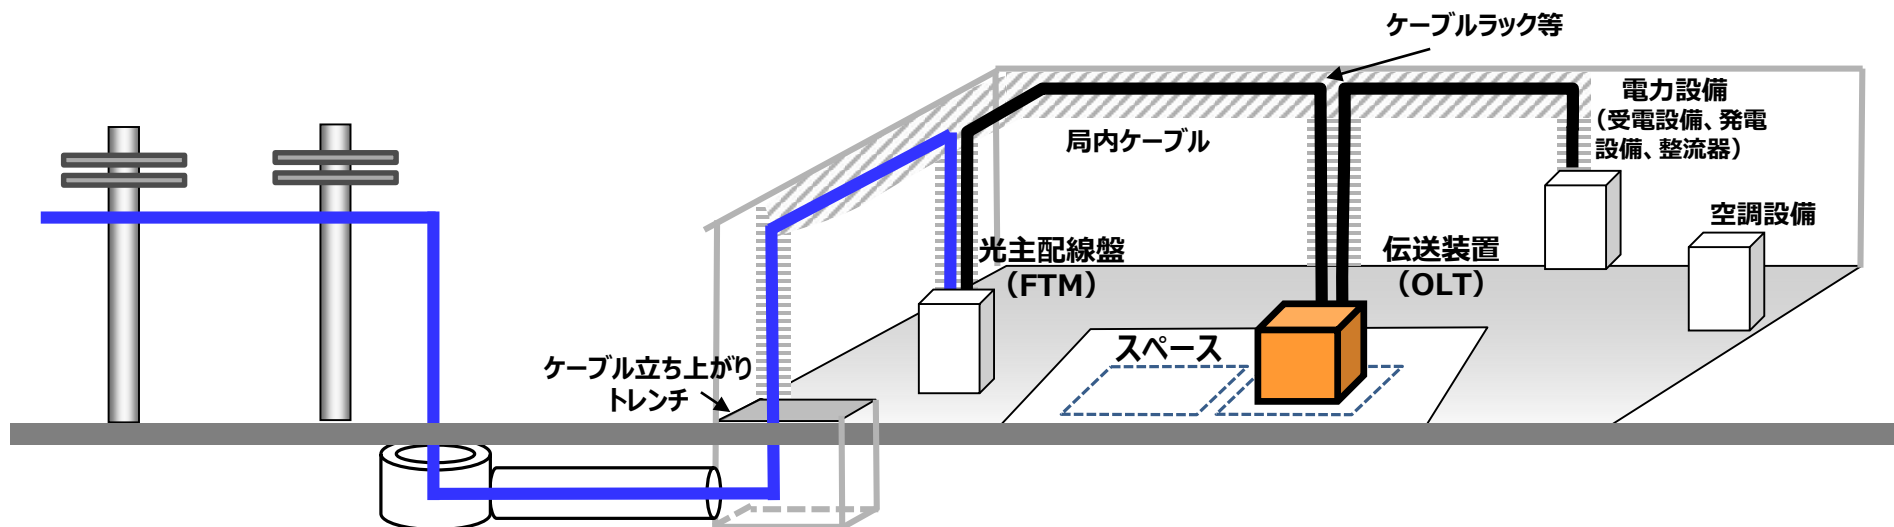 ケーブルラック等
電力設備
（受電設備、発電
設備、整流器）
局内ケーブル
空調設備
光主配線盤
（FTM）
伝送装置
（OLT）
スペース
ケーブル立ち上がり
トレンチ